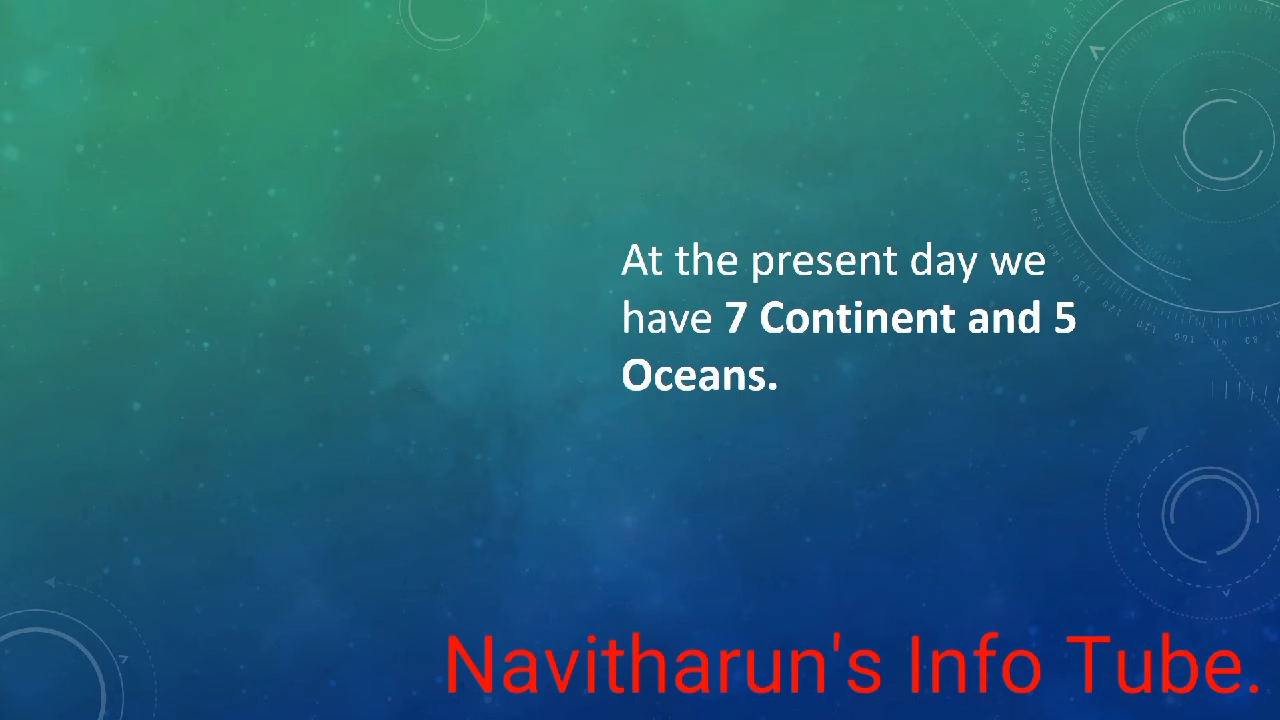 At the present day we
have 7 Continent and 5
Oceans.
Navitharun's Info Tube.